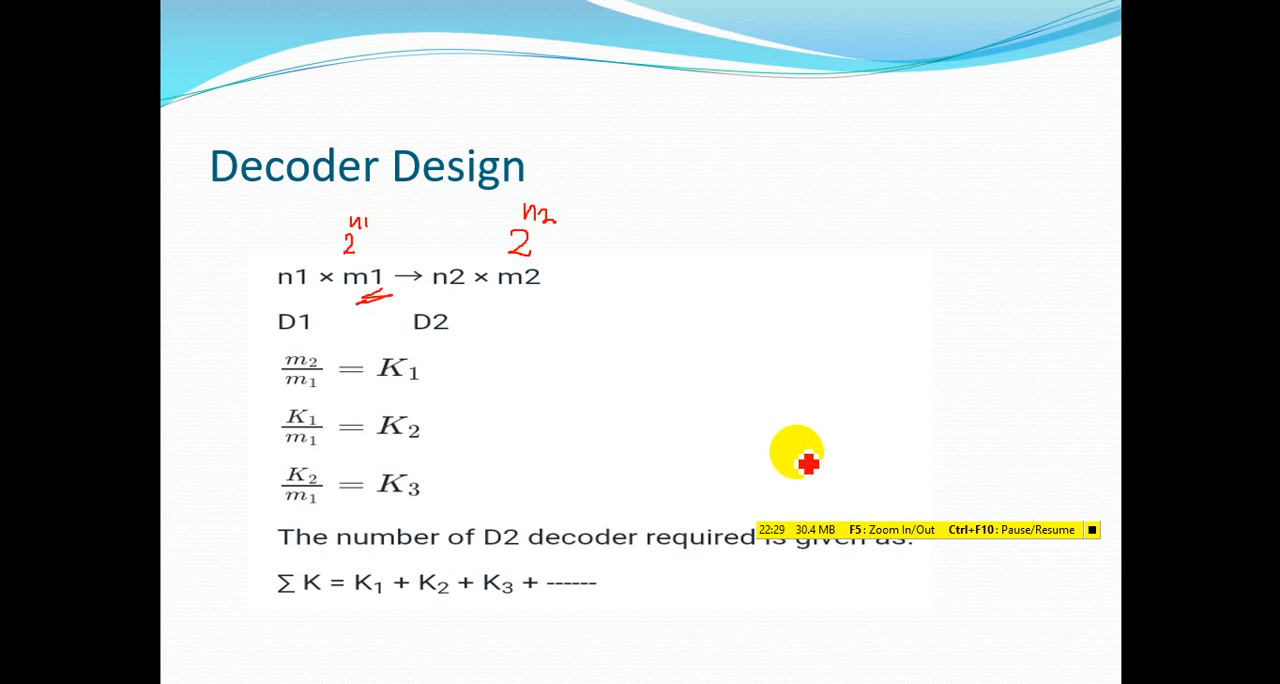 Decoder Design
2^n1 2^n2
n1 × m1 → n2 × m2
D1 D2
m₂/m₁ = K₁
K₁/m₁ = K₂
K₂/m₁ = K₃
The number of D2 decoder required is given as:
22:29 30.4 MB F5: Zoom In/Out Ctrl+F10: Pause/Resume
∑ K = K₁ + K₂ + K₃ + ------